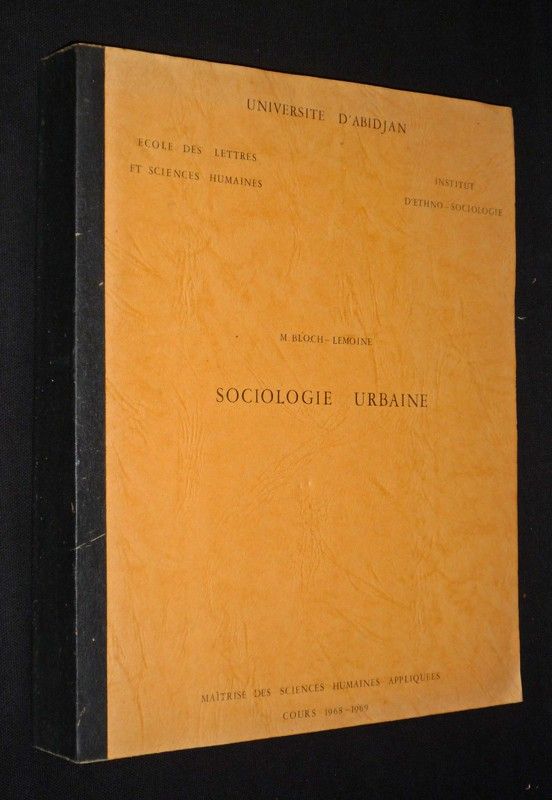 UNIVERSITE D'ABIDJAN
ECOLE DES LETTRES
ET SCIENCES HUMAINES
INSTITUT
D'ETHNO-SOCIOLOGIE
M BLOCH-LEMOINE
SOCIOLOGIE URBAINE
MAÎTRISE DES SCIENCES HUMAINES APPLIQUEES
COURS 1968-1969